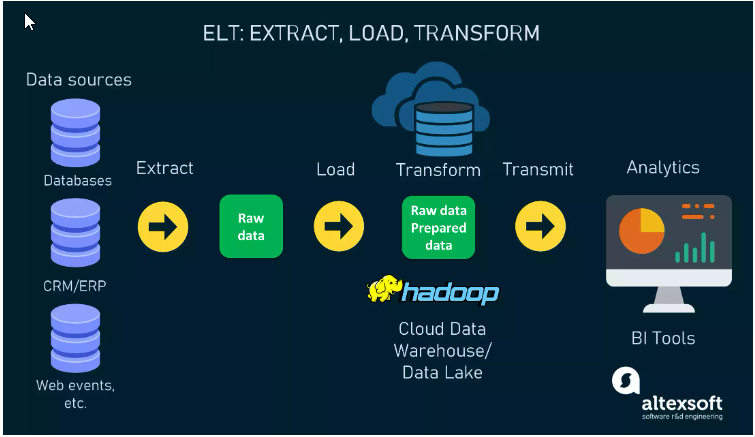 ELT: EXTRACT, LOAD, TRANSFORM
Data sources
Databases
CRM/ERP
Web events,
etc.
Extract
Raw
data
Load
Transform
Raw data
Prepared
data
hadoop
Cloud Data
Warehouse/
Data Lake
Transmit
Analytics
BI Tools
altexsoft
software r&d engineering